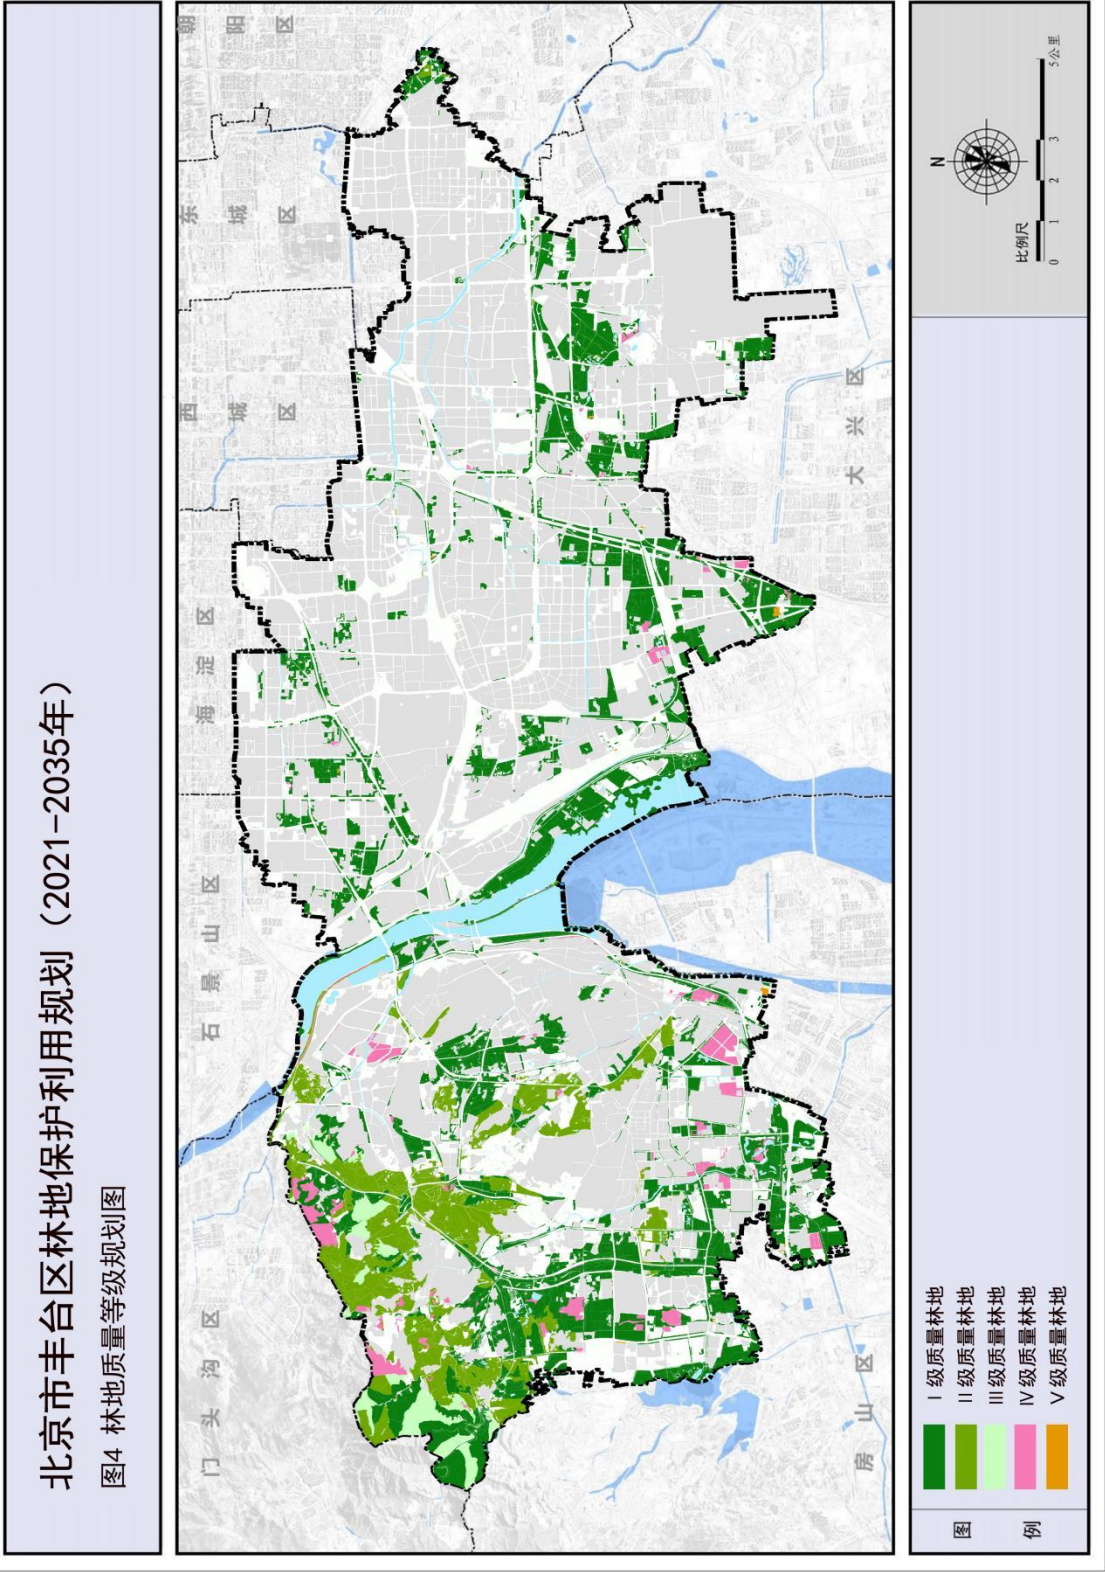 北京市丰台区林地保护利用规划（2021-2035年）
图4 林地质量等级规划图
朝阳区
东城区
西城区
海淀区
石景山区
门头沟区
大兴区
房山区
N
比例尺
0 1 2 3 5公里
图例
I 级质量林地
II 级质量林地
III 级质量林地
IV 级质量林地
V 级质量林地